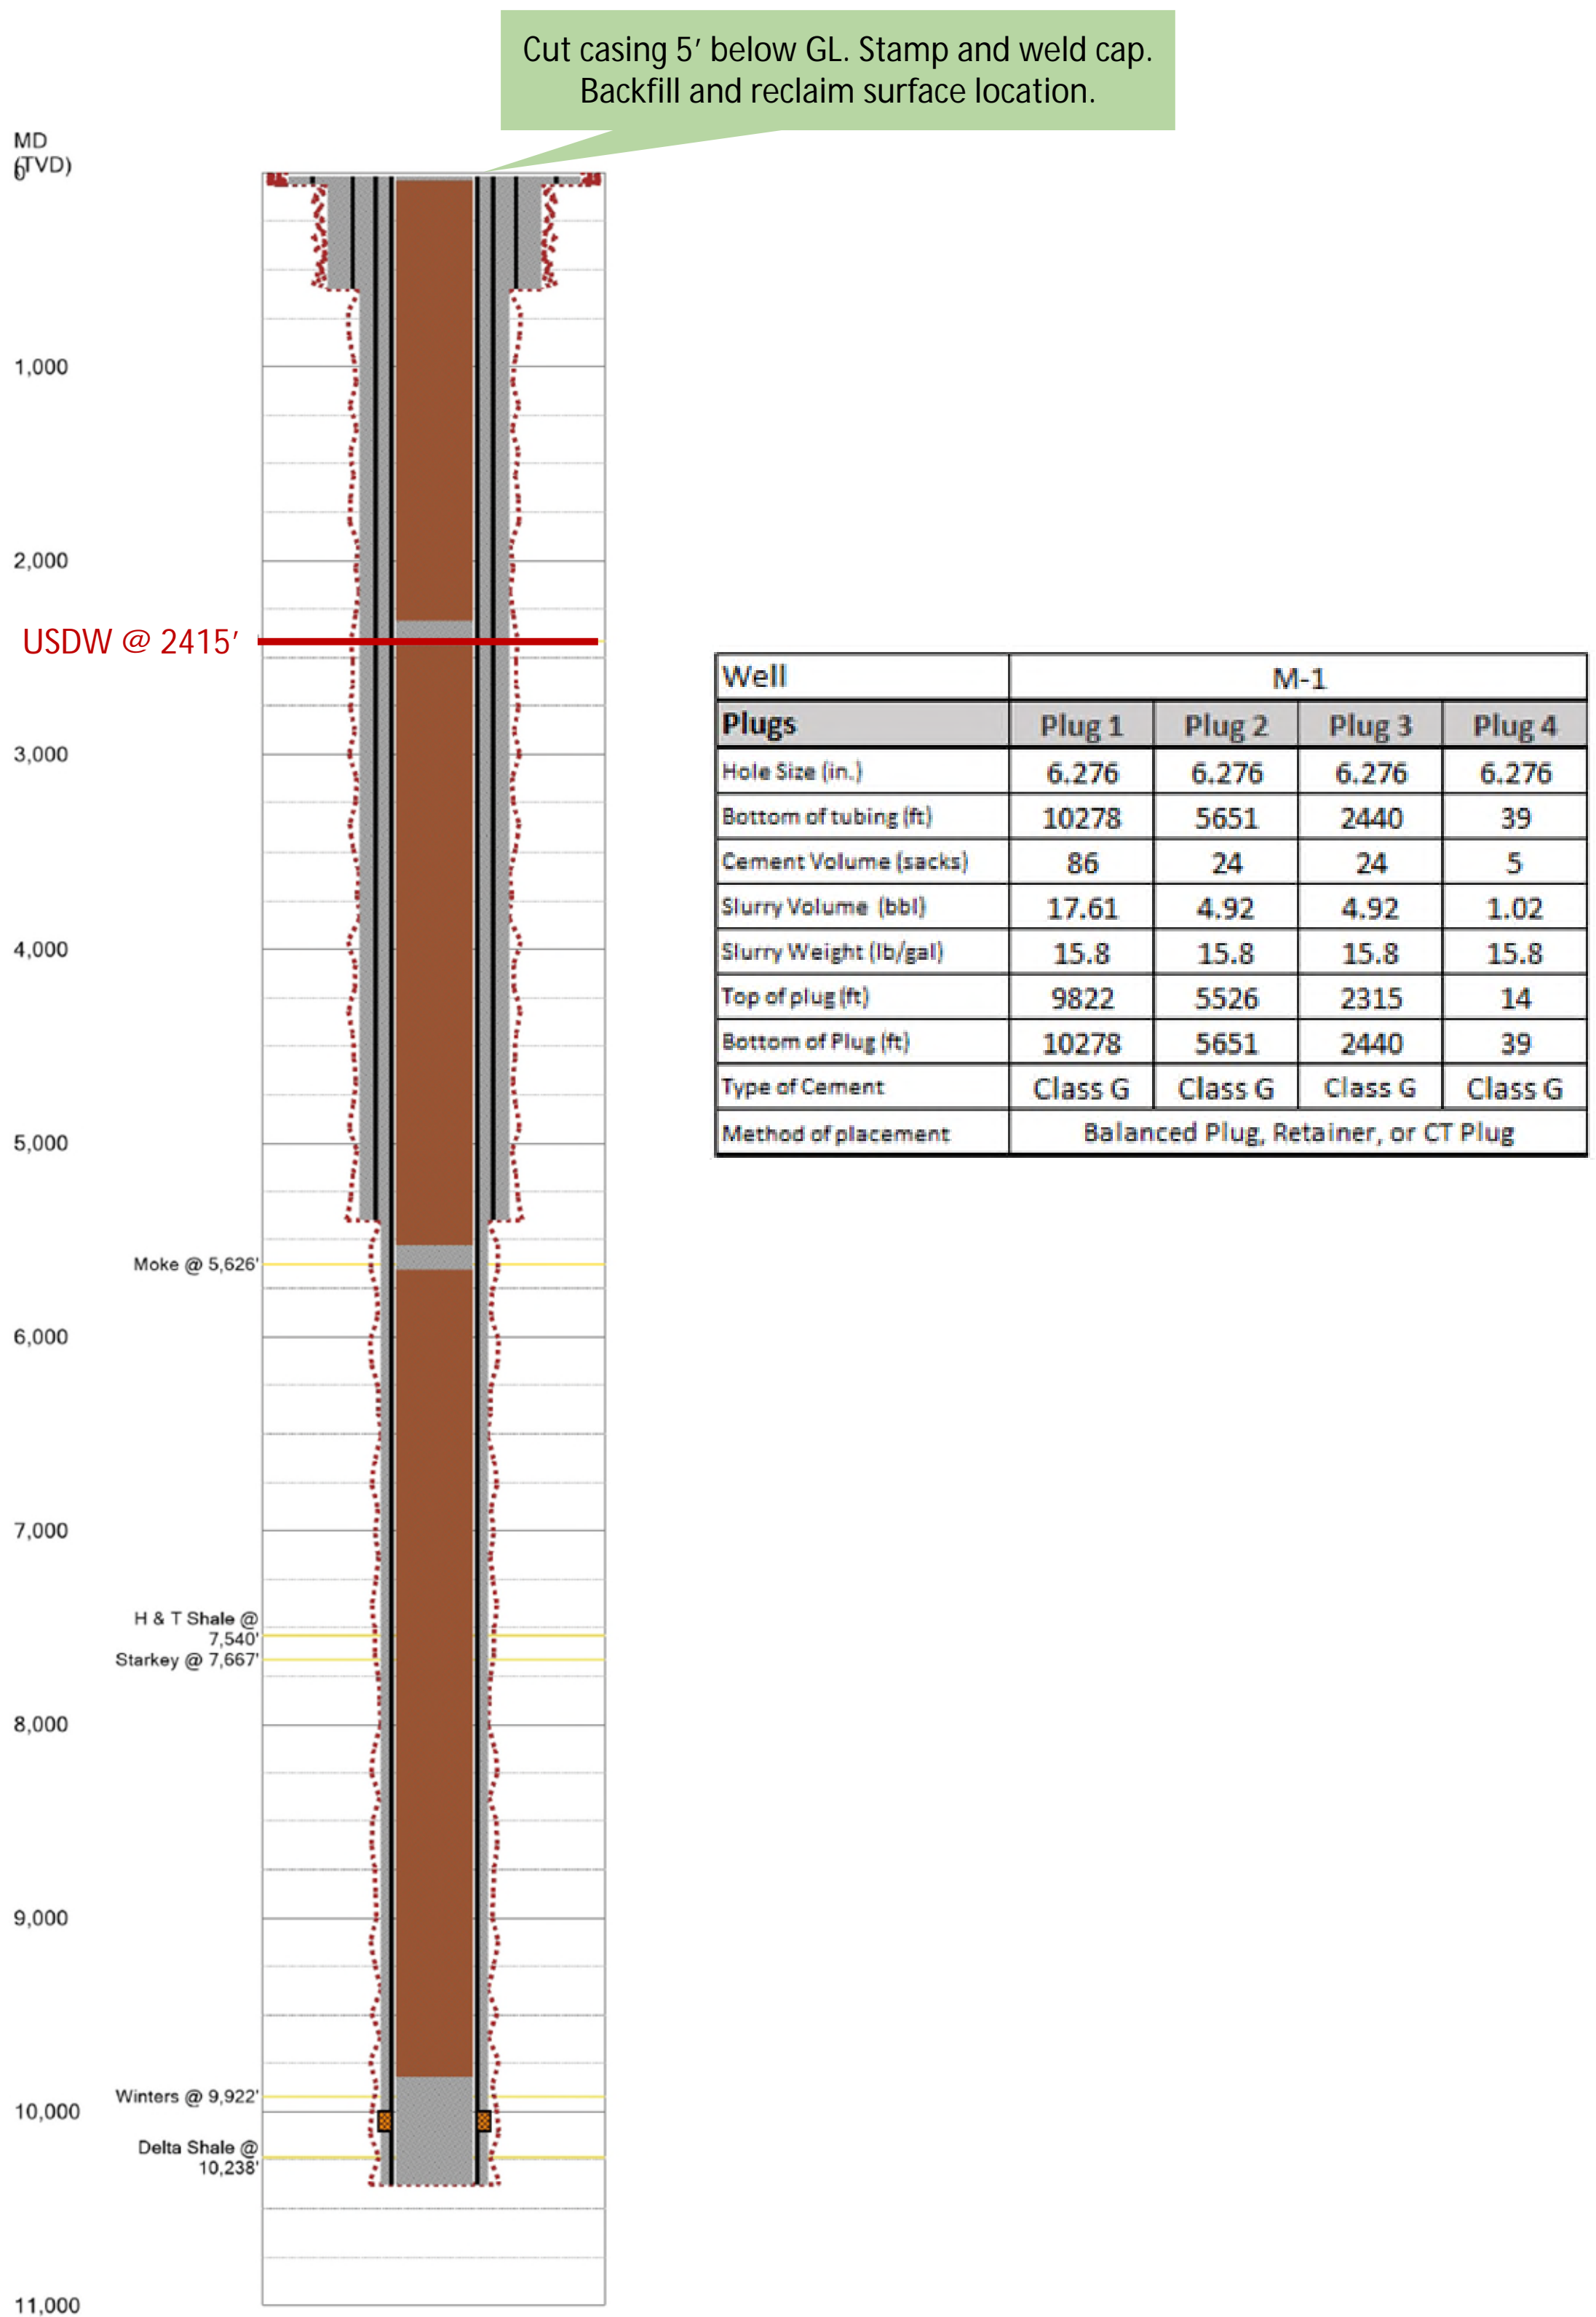 Cut casing 5′ below GL. Stamp and weld cap.
Backfill and reclaim surface location.
MD
(TVD)
0
1,000
2,000
USDW @ 2415′
3,000
4,000
5,000
Moke @ 5,626'
6,000
7,000
H & T Shale @
7,540'
Starkey @ 7,667'
8,000
9,000
Winters @ 9,922'
10,000
Delta Shale @
10,238'
11,000
Well M-1
Plugs Plug 1 Plug 2 Plug 3 Plug 4
Hole Size (in.) 6.276 6.276 6.276 6.276
Bottom of tubing (ft) 10278 5651 2440 39
Cement Volume (sacks) 86 24 24 5
Slurry Volume (bbl) 17.61 4.92 4.92 1.02
Slurry Weight (lb/gal) 15.8 15.8 15.8 15.8
Top of plug (ft) 9822 5526 2315 14
Bottom of Plug (ft) 10278 5651 2440 39
Type of Cement Class G Class G Class G Class G
Method of placement Balanced Plug, Retainer, or CT Plug